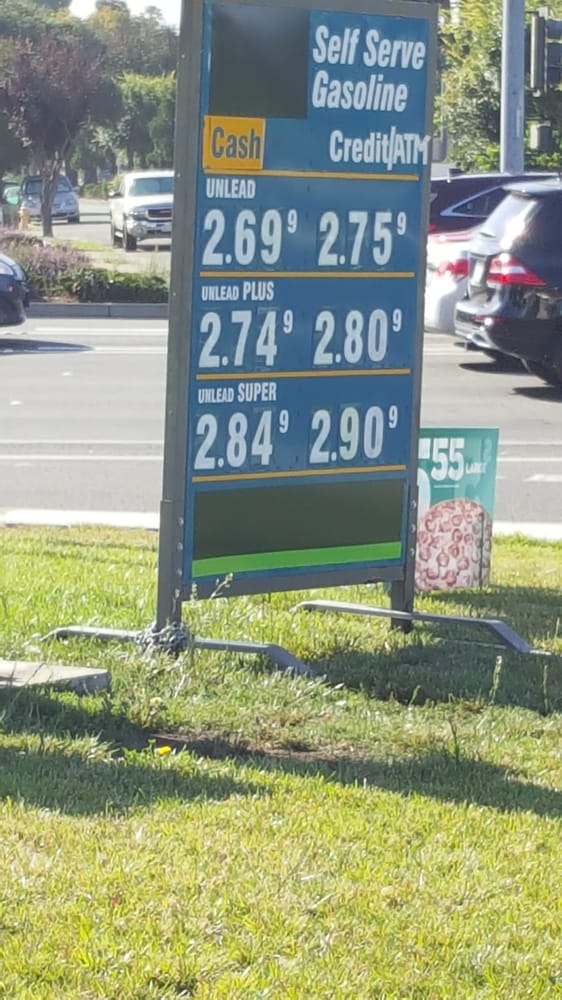 Self Serve
Gasoline
Cash Credit/ATM
UNLEAD
2.69 9 2.75 9
UNLEAD PLUS
2.74 9 2.80 9
UNLEAD SUPER
2.84 9 2.90 9
55 LARGE